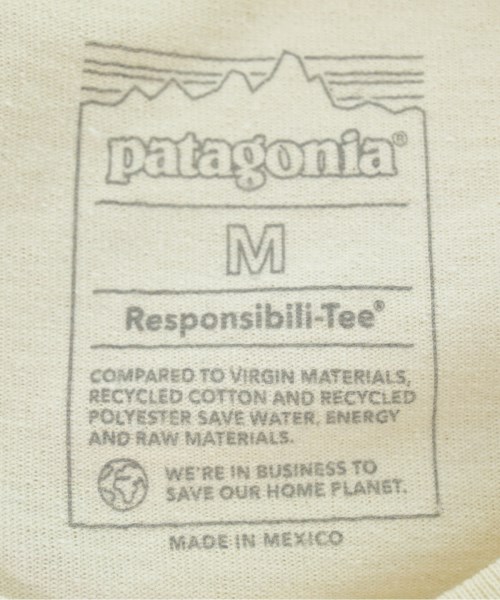 patagonia®
M
Responsibili-Tee®
COMPARED TO VIRGIN MATERIALS,
RECYCLED COTTON AND RECYCLED
POLYESTER SAVE WATER, ENERGY
AND RAW MATERIALS.
WE'RE IN BUSINESS TO
SAVE OUR HOME PLANET.
MADE IN MEXICO